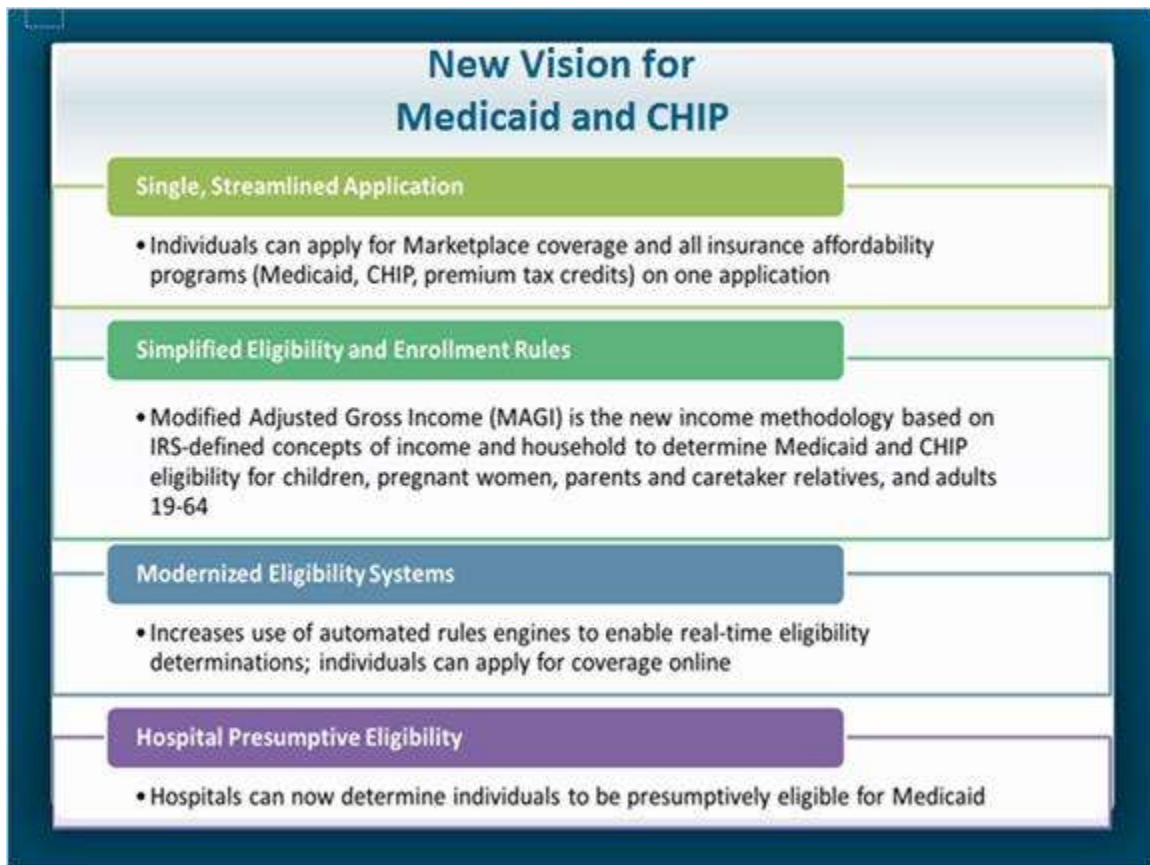 New Vision for
Medicaid and CHIP
Single, Streamlined Application
• Individuals can apply for Marketplace coverage and all insurance affordability
programs (Medicaid, CHIP, premium tax credits) on one application
Simplified Eligibility and Enrollment Rules
• Modified Adjusted Gross Income (MAGI) is the new income methodology based on
IRS-defined concepts of income and household to determine Medicaid and CHIP
eligibility for children, pregnant women, parents and caretaker relatives, and adults
19-64
Modernized Eligibility Systems
• Increases use of automated rules engines to enable real-time eligibility
determinations; individuals can apply for coverage online
Hospital Presumptive Eligibility
• Hospitals can now determine individuals to be presumptively eligible for Medicaid